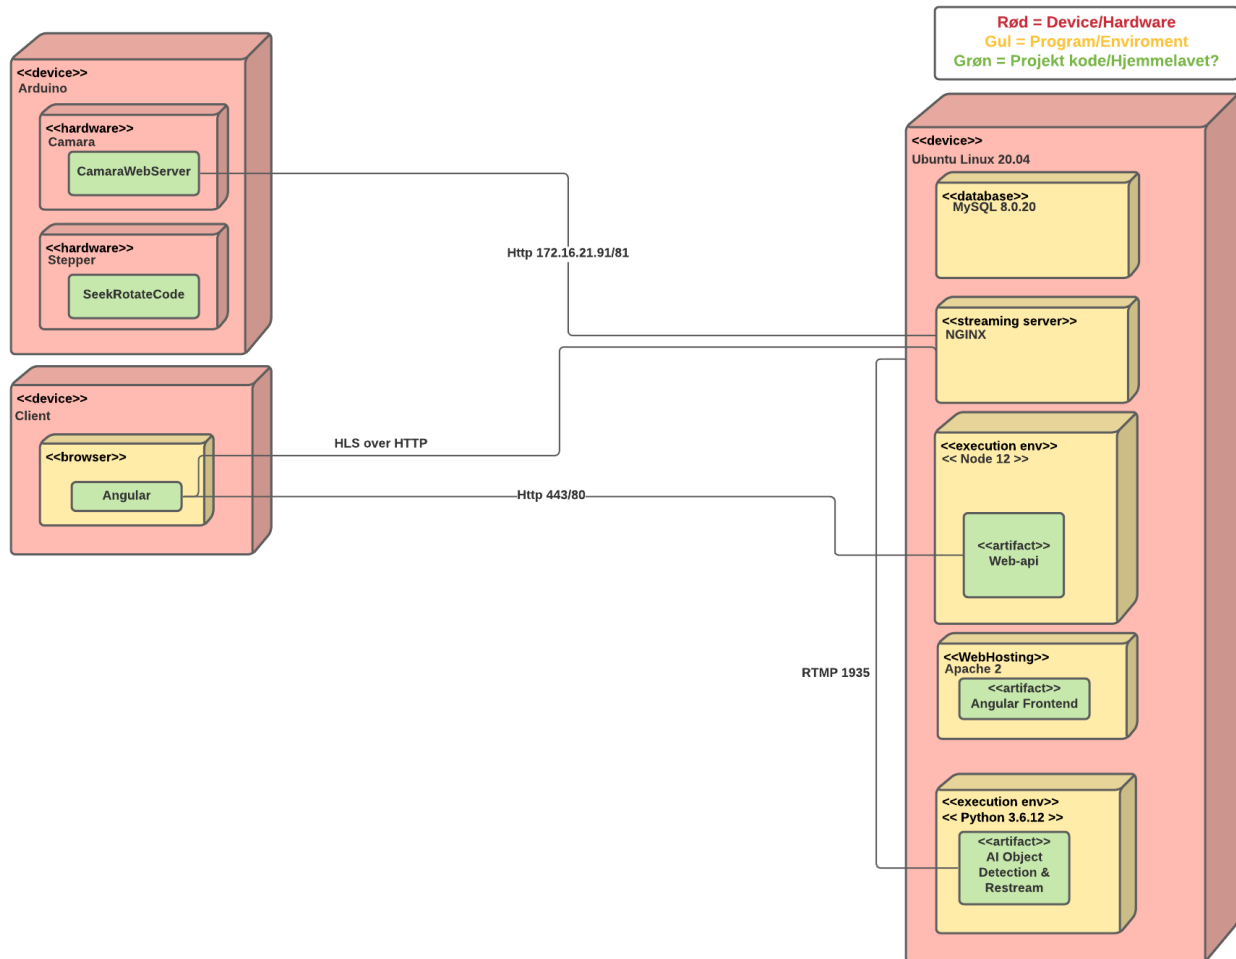 Rød = Device/Hardware
Gul = Program/Enviroment
Grøn = Projekt kode/Hjemmelavet?
<<device>>
Arduino
<<hardware>>
Camara
CamaraWebServer
<<hardware>>
Stepper
SeekRotateCode
<<device>>
Client
<<browser>>
Angular
Http 172.16.21.91/81
HLS over HTTP
Http 443/80
RTMP 1935
<<device>>
Ubuntu Linux 20.04
<<database>>
MySQL 8.0.20
<<streaming server>>
NGINX
<<execution env>>
<< Node 12 >>
<<artifact>>
Web-api
<<WebHosting>>
Apache 2
<<artifact>>
Angular Frontend
<<execution env>>
<< Python 3.6.12 >>
<<artifact>>
AI Object
Detection &
Restream